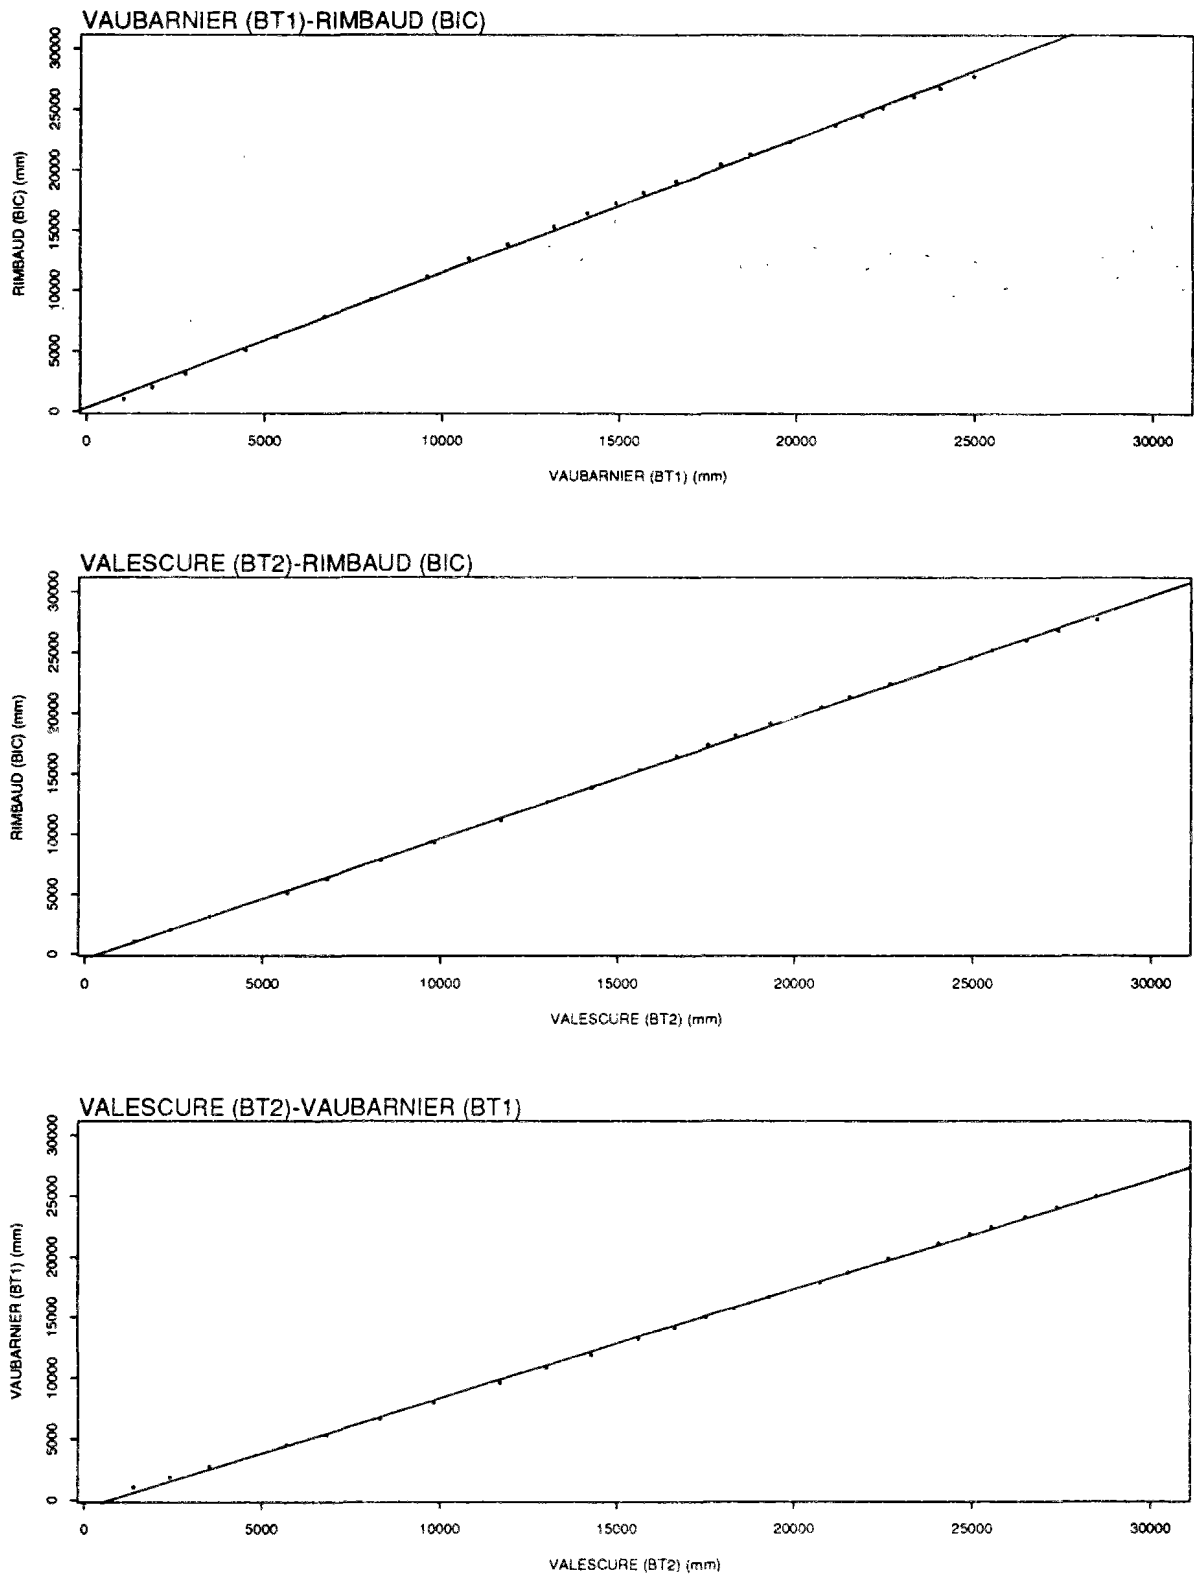 VAUBARNIER (BT1)-RIMBAUD (BIC)
30000
25000
20000
15000
10000
5000
0
RIMBAUD (BIC) (mm)
0 5000 10000 15000 20000 25000 30000
VAUBARNIER (BT1) (mm)
VALESCURE (BT2)-RIMBAUD (BIC)
30000
25000
20000
15000
10000
5000
0
RIMBAUD (BIC) (mm)
0 5000 10000 15000 20000 25000 30000
VALESCURE (BT2) (mm)
VALESCURE (BT2)-VAUBARNIER (BT1)
30000
25000
20000
15000
10000
5000
0
VAUBARNIER (BT1) (mm)
0 5000 10000 15000 20000 25000 30000
VALESCURE (BT2) (mm)